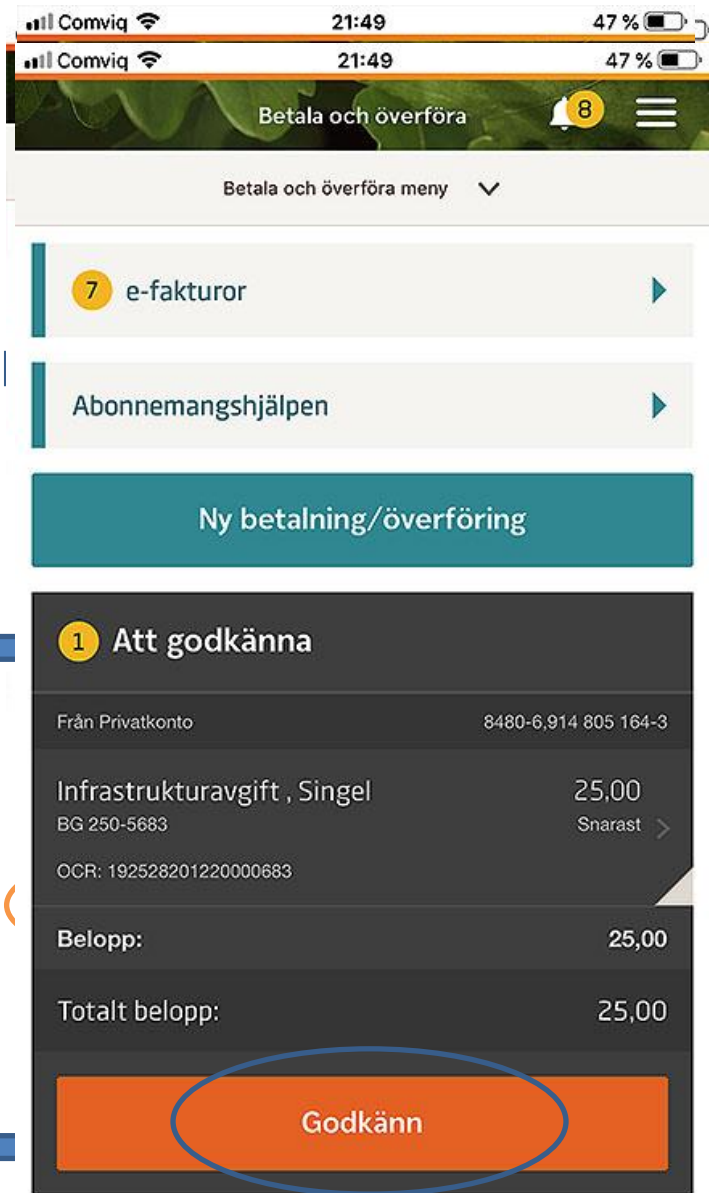 Comviq 21:49 47 %
Comviq 21:49 47 %
Betala och överföra 8
Betala och överföra meny
7 e-fakturor
Abonnemangshjälpen
Ny betalning/överföring
1 Att godkänna
Från Privatkonto 8480-6,914 805 164-3
Infrastrukturavgift , Singel 25,00
BG 250-5683 Snarast
OCR: 192528201220000683
Belopp: 25,00
Totalt belopp: 25,00
Godkänn